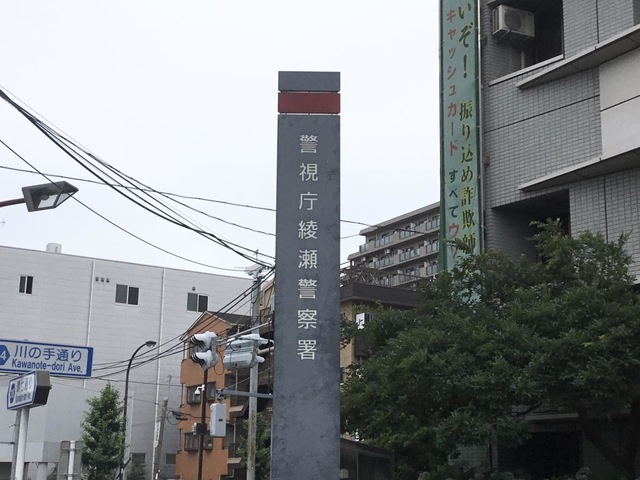 警視庁綾瀬警察署
いぞ!振り込め詐欺師
キャッシュカード すべてウ
川の手通り
Kawanote-dori Ave.